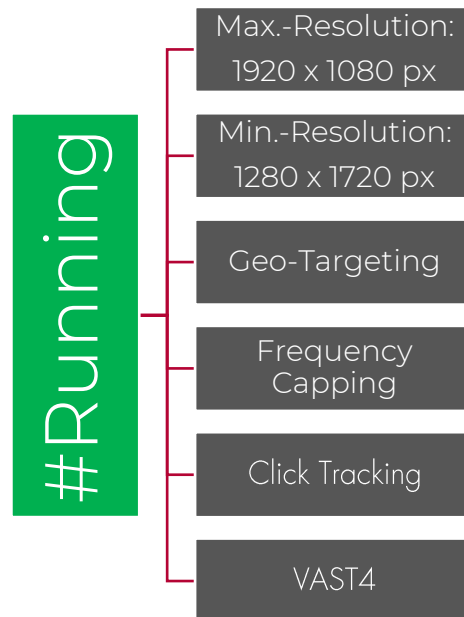 #Running
Max.-Resolution:
1920 x 1080 px
Min.-Resolution:
1280 x 1720 px
Geo-Targeting
Frequency
Capping
Click Tracking
VAST4